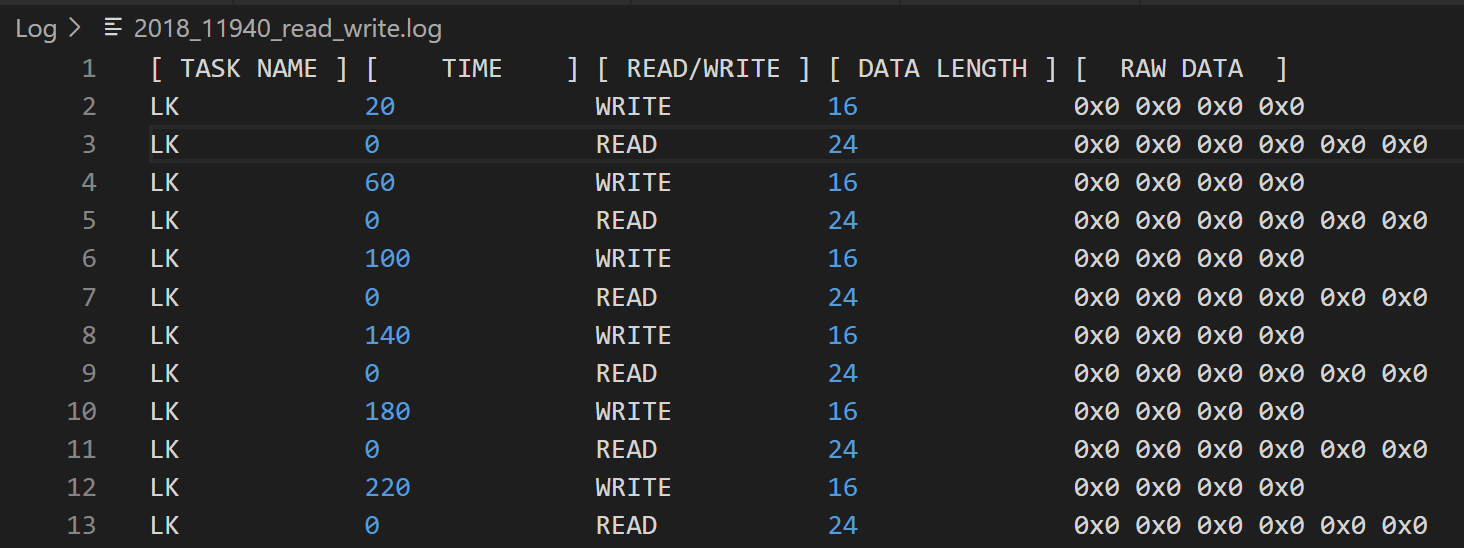 Log > 2018_11940_read_write.log
1 [ TASK NAME ] [ TIME ] [ READ/WRITE ] [ DATA LENGTH ] [ RAW DATA ]
2 LK 20 WRITE 16 0x0 0x0 0x0 0x0
3 LK 0 READ 24 0x0 0x0 0x0 0x0 0x0 0x0
4 LK 60 WRITE 16 0x0 0x0 0x0 0x0
5 LK 0 READ 24 0x0 0x0 0x0 0x0 0x0 0x0
6 LK 100 WRITE 16 0x0 0x0 0x0 0x0
7 LK 0 READ 24 0x0 0x0 0x0 0x0 0x0 0x0
8 LK 140 WRITE 16 0x0 0x0 0x0 0x0
9 LK 0 READ 24 0x0 0x0 0x0 0x0 0x0 0x0
10 LK 180 WRITE 16 0x0 0x0 0x0 0x0
11 LK 0 READ 24 0x0 0x0 0x0 0x0 0x0 0x0
12 LK 220 WRITE 16 0x0 0x0 0x0 0x0
13 LK 0 READ 24 0x0 0x0 0x0 0x0 0x0 0x0